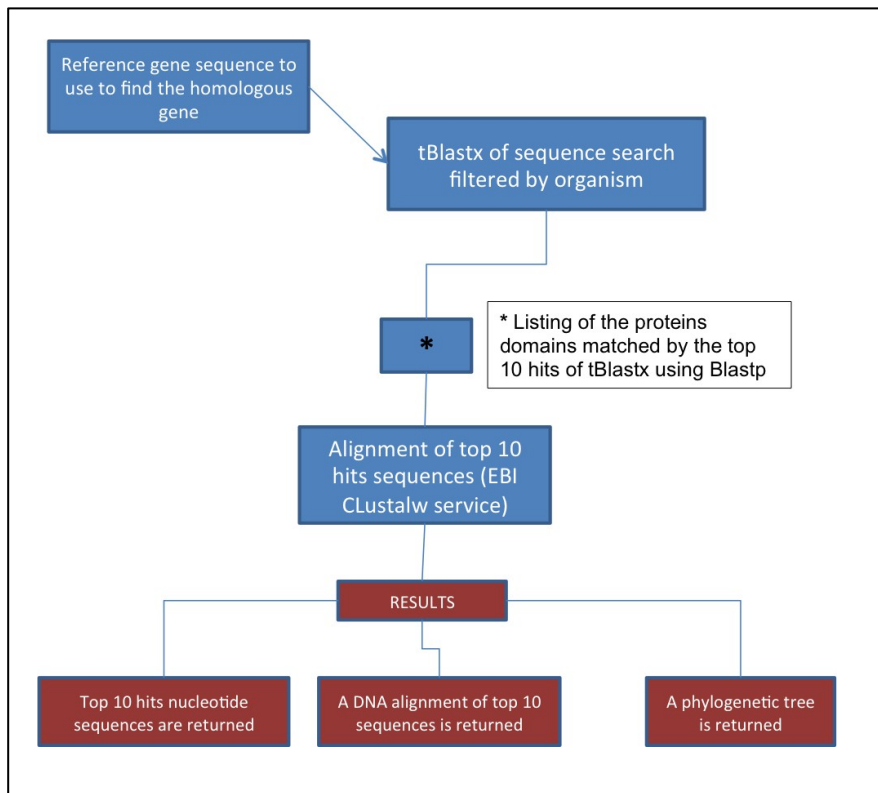 Reference gene sequence to
use to find the homologous
gene
tBlastx of sequence search
filtered by organism
*
* Listing of the proteins
domains matched by the top
10 hits of tBlastx using Blastp
Alignment of top 10
hits sequences (EBI
CLustalw service)
RESULTS
Top 10 hits nucleotide
sequences are returned
A DNA alignment of top 10
sequences is returned
A phylogenetic tree
is returned